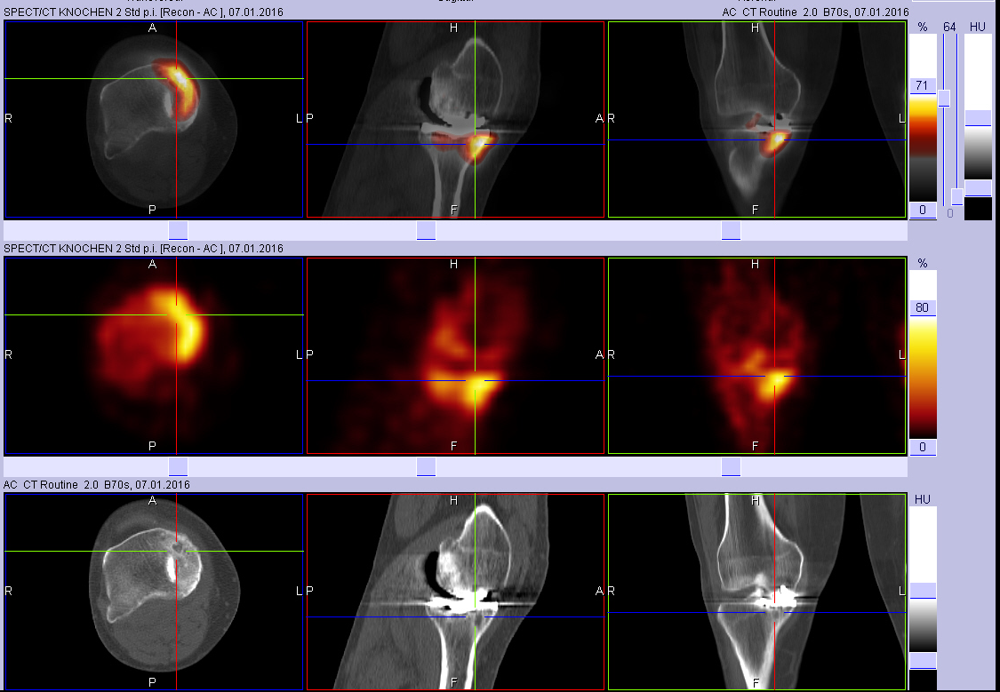 SPECT/CT KNOCHEN 2 Std p.i. [Recon - AC ], 07.01.2016
AC CT Routine 2.0 B70s, 07.01.2016
A
H
H
% 64 HU
71
R
L P
A R
L
P
F
F
0
0
SPECT/CT KNOCHEN 2 Std p.i. [Recon - AC ], 07.01.2016
A
H
H
%
80
R
L P
A R
L
P
F
F
0
AC CT Routine 2.0 B70s, 07.01.2016
A
H
H
HU
R
L P
A R
L
P
F
F